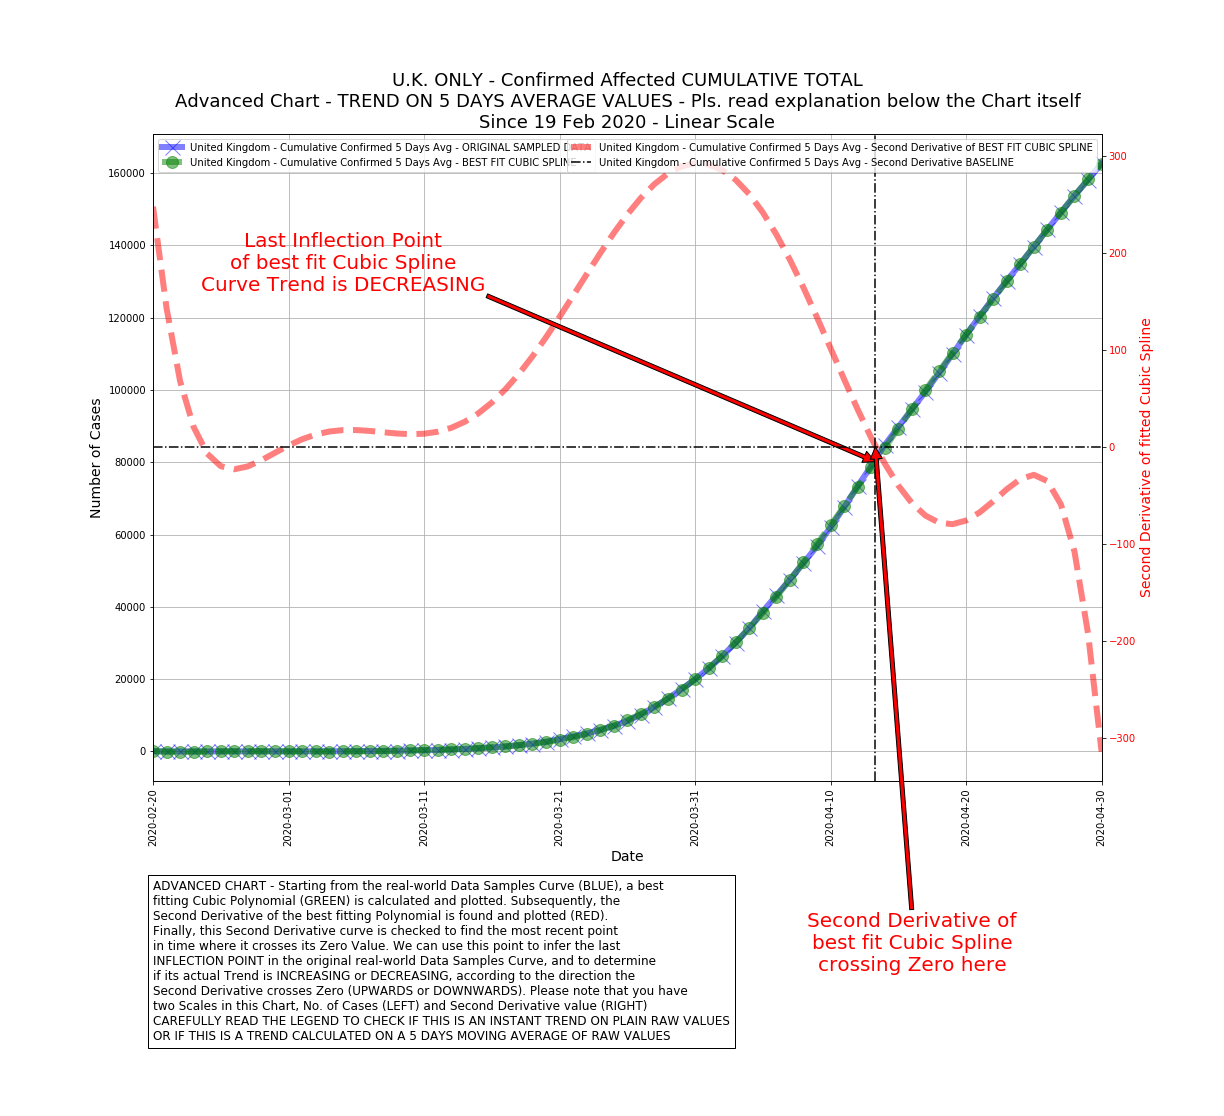 U.K. ONLY - Confirmed Affected CUMULATIVE TOTAL
Advanced Chart - TREND ON 5 DAYS AVERAGE VALUES - Pls. read explanation below the Chart itself
Since 19 Feb 2020 - Linear Scale
United Kingdom - Cumulative Confirmed 5 Days Avg - ORIGINAL SAMPLED
United Kingdom - Cumulative Confirmed 5 Days Avg - BEST FIT CUBIC SPLINE
United Kingdom - Cumulative Confirmed 5 Days Avg - Second Derivative of BEST FIT CUBIC SPLINE
United Kingdom - Cumulative Confirmed 5 Days Avg - Second Derivative BASELINE
Last Inflection Point
of best fit Cubic Spline
Curve Trend is DECREASING
Number of Cases
160000
140000
120000
100000
80000
60000
40000
20000
0
300
200
100
0
−100
−200
−300
Second Derivative of fitted Cubic Spline
2020-02-20
2020-03-01
2020-03-11
2020-03-21
2020-03-31
2020-04-10
2020-04-20
2020-04-30
Date
Second Derivative of
best fit Cubic Spline
crossing Zero here
ADVANCED CHART - Starting from the real-world Data Samples Curve (BLUE), a best
fitting Cubic Polynomial (GREEN) is calculated and plotted. Subsequently, the
Second Derivative of the best fitting Polynomial is found and plotted (RED).
Finally, this Second Derivative curve is checked to find the most recent point
in time where it crosses its Zero Value. We can use this point to infer the last
INFLECTION POINT in the original real-world Data Samples Curve, and to determine
if its actual Trend is INCREASING or DECREASING, according to the direction the
Second Derivative crosses Zero (UPWARDS or DOWNWARDS). Please note that you have
two Scales in this Chart, No. of Cases (LEFT) and Second Derivative value (RIGHT)
CAREFULLY READ THE LEGEND TO CHECK IF THIS IS AN INSTANT TREND ON PLAIN RAW VALUES
OR IF THIS IS A TREND CALCULATED ON A 5 DAYS MOVING AVERAGE OF RAW VALUES